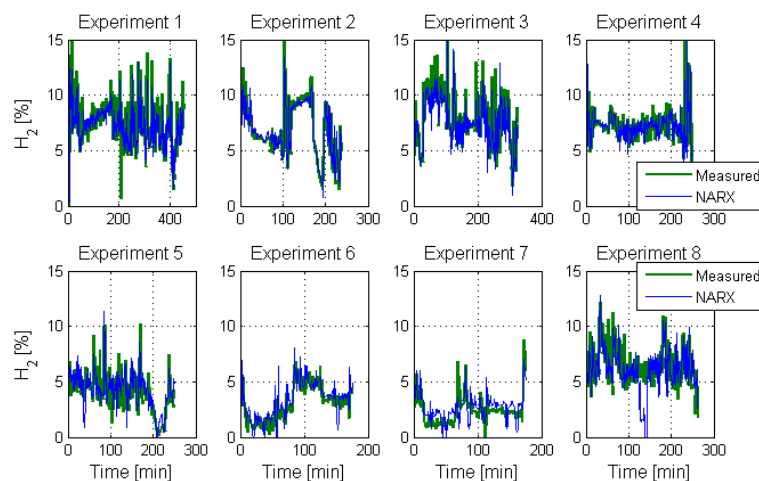 Experiment 1
Experiment 2
Experiment 3
Experiment 4
15
10
5
0
H2 [%]
0 200 400
15
10
5
0
0 100 200 300
15
10
5
0
0 200 400
15
10
5
0
0 100 200 300
Measured
NARX
Experiment 5
Experiment 6
Experiment 7
Experiment 8
15
10
5
0
H2 [%]
0 100 200 300
Time [min]
15
10
5
0
0 100 200
Time [min]
15
10
5
0
0 100 200
Time [min]
15
10
5
0
0 100 200 300
Time [min]
Measured
NARX